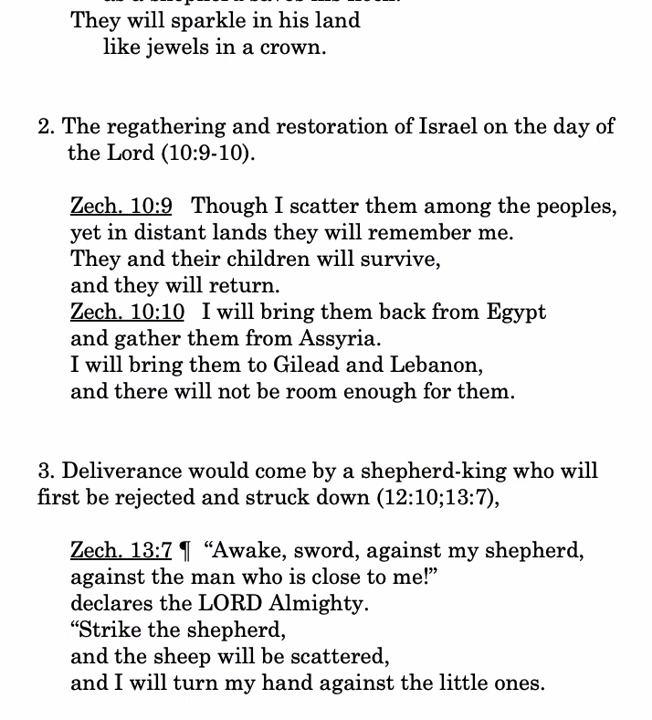 They will sparkle in his land
like jewels in a crown.
2. The regathering and restoration of Israel on the day of
the Lord (10:9-10).
Zech. 10:9 Though I scatter them among the peoples,
yet in distant lands they will remember me.
They and their children will survive,
and they will return.
Zech. 10:10 I will bring them back from Egypt
and gather them from Assyria.
I will bring them to Gilead and Lebanon,
and there will not be room enough for them.
3. Deliverance would come by a shepherd-king who will
first be rejected and struck down (12:10;13:7),
Zech. 13:7 ¶ “Awake, sword, against my shepherd,
against the man who is close to me!”
declares the LORD Almighty.
“Strike the shepherd,
and the sheep will be scattered,
and I will turn my hand against the little ones.